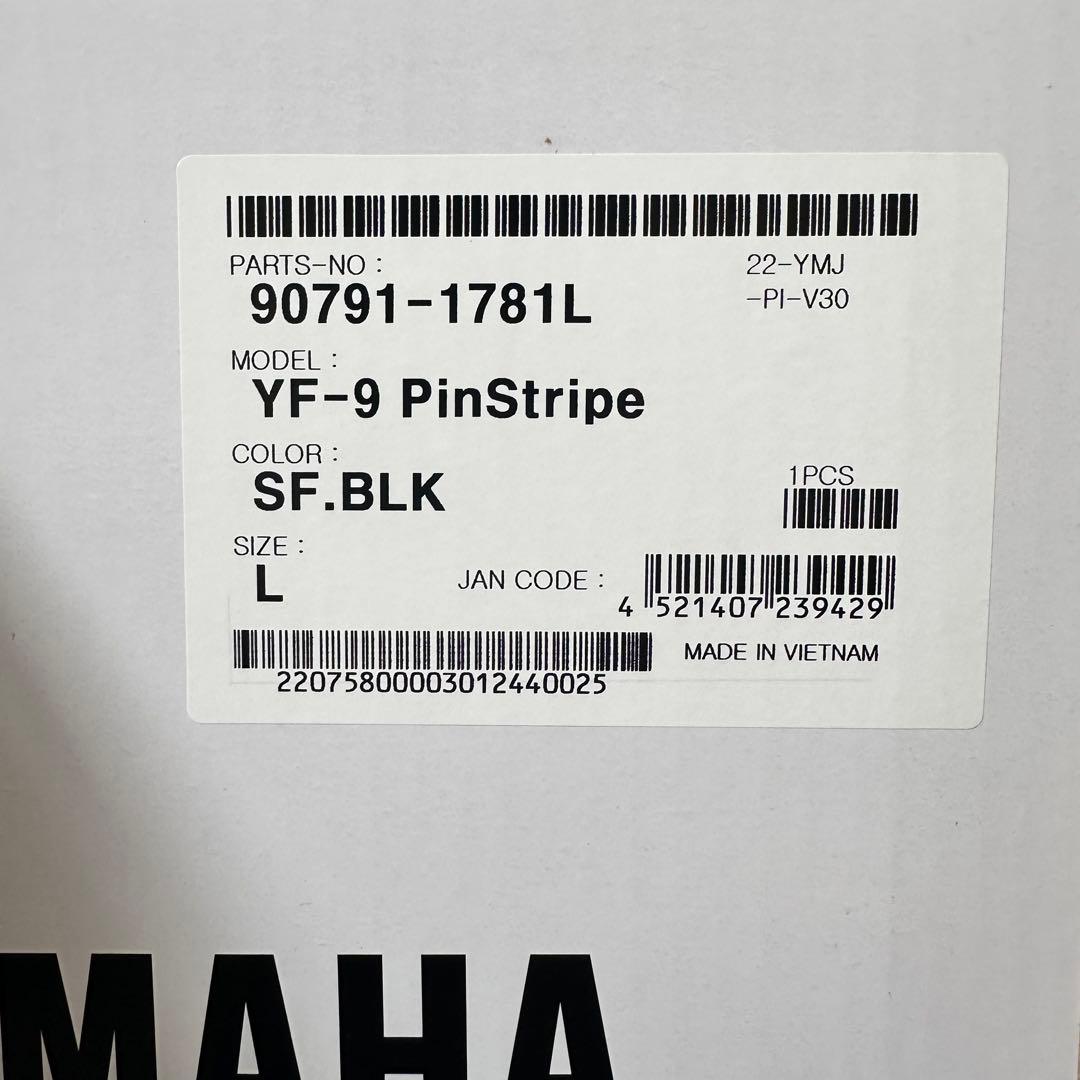 PARTS-NO :
22-YMJ
90791-1781L
-PI-V30
MODEL :
YF-9 PinStripe
COLOR :
SF.BLK
1PCS
SIZE :
L
JAN CODE :
4 521407 239429
MADE IN VIETNAM
22075800003012440025
MAHA